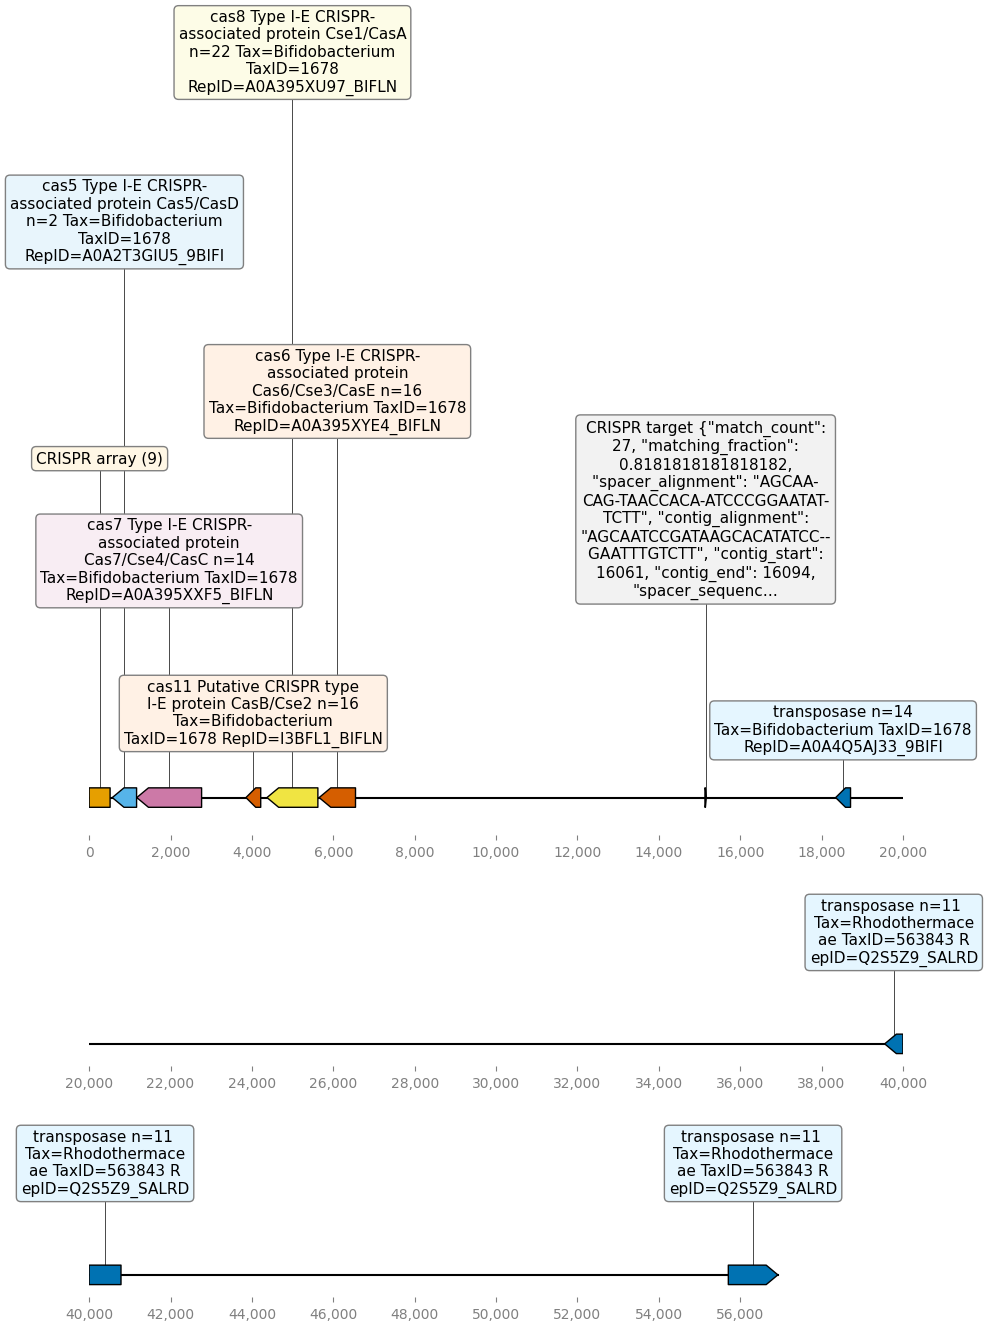 cas8 Type I-E CRISPR-
associated protein Cse1/CasA
n=22 Tax=Bifidobacterium
TaxID=1678
RepID=A0A395XU97_BIFLN
cas5 Type I-E CRISPR-
associated protein Cas5/CasD
n=2 Tax=Bifidobacterium
TaxID=1678
RepID=A0A2T3GIU5_9BIFI
cas6 Type I-E CRISPR-
associated protein
Cas6/Cse3/CasE n=16
Tax=Bifidobacterium TaxID=1678
RepID=A0A395XYE4_BIFLN
CRISPR array (9)
CRISPR target {"match_count":
27, "matching_fraction":
0.8181818181818182,
"spacer_alignment": "AGCAA-
CAG-TAACCACA-ATCCCGGAATAT-
TCTT", "contig_alignment":
"AGCAATCCGATAAGCACATATCC--
GAATTTGTCTT", "contig_start":
16061, "contig_end": 16094,
"spacer_sequenc...
cas7 Type I-E CRISPR-
associated protein
Cas7/Cse4/CasC n=14
Tax=Bifidobacterium TaxID=1678
RepID=A0A395XXF5_BIFLN
cas11 Putative CRISPR type
I-E protein CasB/Cse2 n=16
Tax=Bifidobacterium
TaxID=1678 RepID=I3BFL1_BIFLN
transposase n=14
Tax=Bifidobacterium TaxID=1678
RepID=A0A4Q5AJ33_9BIFI
0 2,000 4,000 6,000 8,000 10,000 12,000 14,000 16,000 18,000 20,000
transposase n=11
Tax=Rhodothermace
ae TaxID=563843 R
epID=Q2S5Z9_SALRD
20,000 22,000 24,000 26,000 28,000 30,000 32,000 34,000 36,000 38,000 40,000
transposase n=11
Tax=Rhodothermace
ae TaxID=563843 R
epID=Q2S5Z9_SALRD
transposase n=11
Tax=Rhodothermace
ae TaxID=563843 R
epID=Q2S5Z9_SALRD
40,000 42,000 44,000 46,000 48,000 50,000 52,000 54,000 56,000